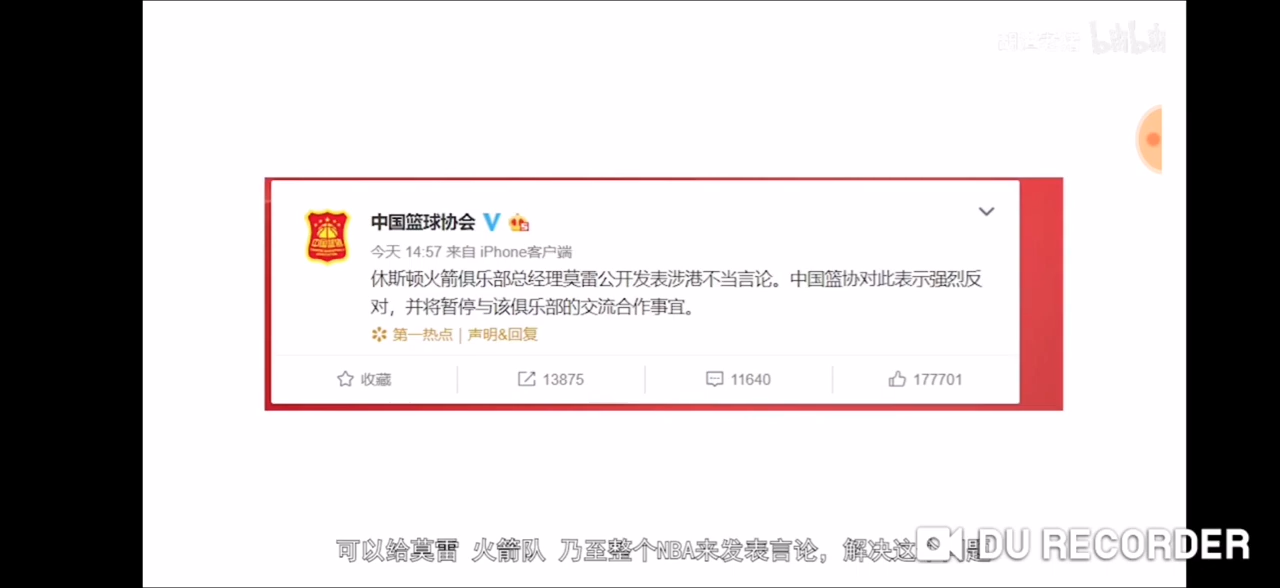 bilibili
中国篮球协会
今天 14:57 来自 iPhone客户端
休斯顿火箭俱乐部总经理莫雷公开发表涉港不当言论。中国篮协对此表示强烈反
对，并将暂停与该俱乐部的交流合作事宜。
第一热点 | 声明&回复
收藏 13875 11640 177701
可以给莫雷 火箭队 乃至整个NBA来发表言论，解决这
DU RECORDER